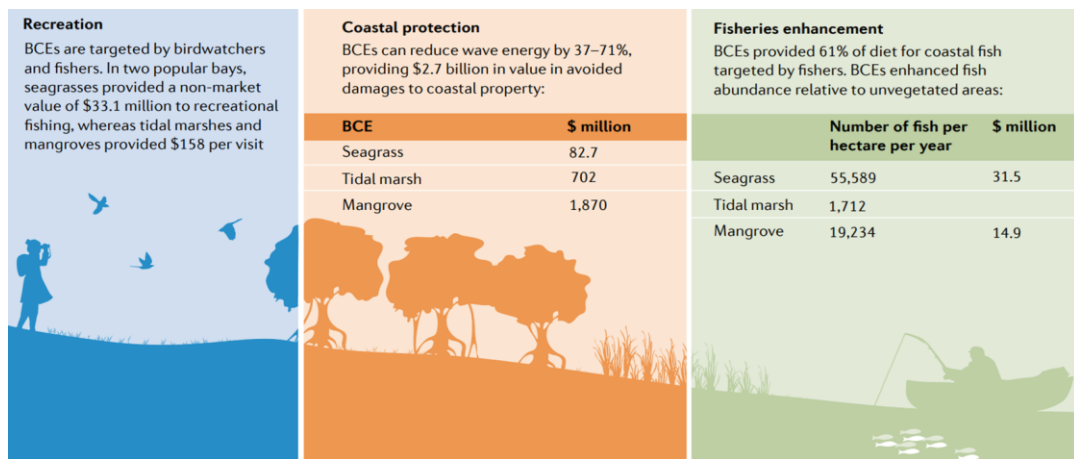 Recreation
BCEs are targeted by birdwatchers
and fishers. In two popular bays,
seagrasses provided a non-market
value of $33.1 million to recreational
fishing, whereas tidal marshes and
mangroves provided $158 per visit
Coastal protection
BCEs can reduce wave energy by 37–71%,
providing $2.7 billion in value in avoided
damages to coastal property:
BCE $ million
Seagrass 82.7
Tidal marsh 702
Mangrove 1,870
Fisheries enhancement
BCEs provided 61% of diet for coastal fish
targeted by fishers. BCEs enhanced fish
abundance relative to unvegetated areas:
Number of fish per $ million
hectare per year
Seagrass 55,589 31.5
Tidal marsh 1,712
Mangrove 19,234 14.9